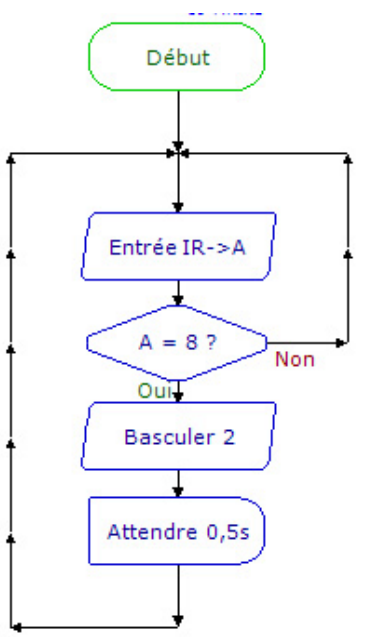 Début
Entrée IR->A
A = 8 ?
Non
Oui
Basculer 2
Attendre 0,5s